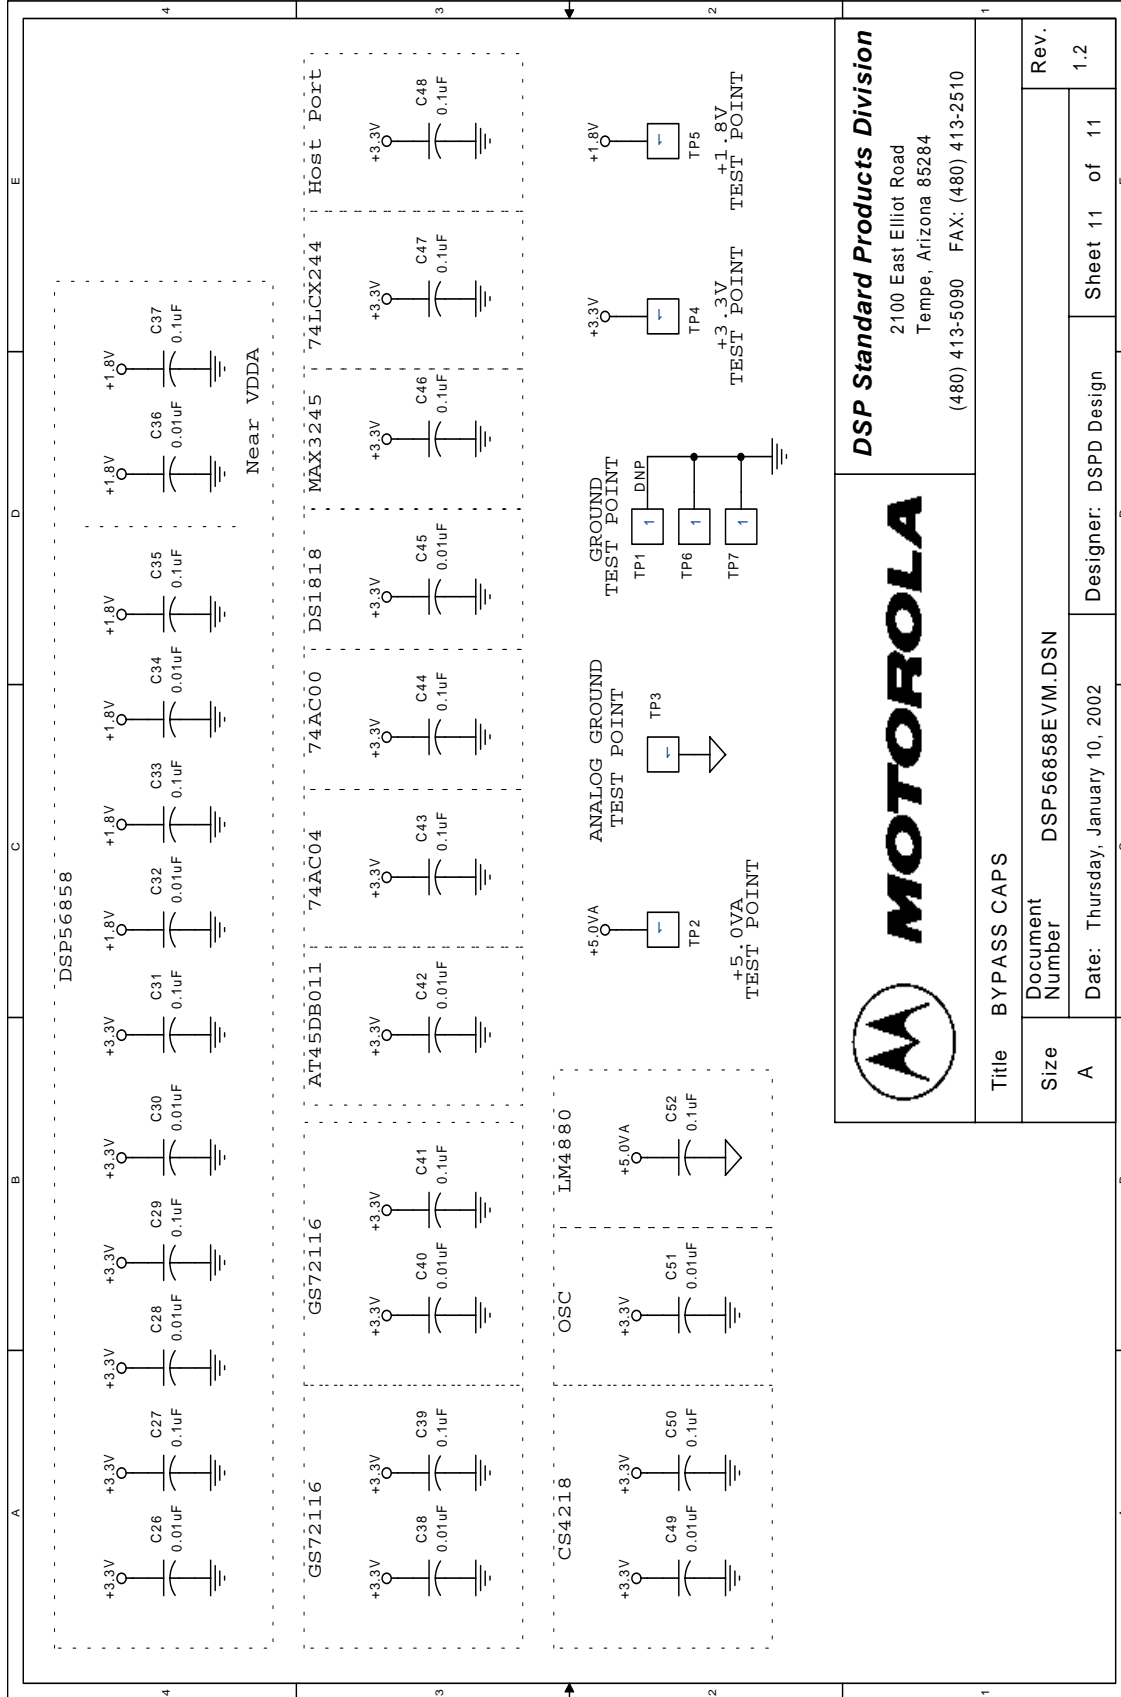 DSP56858
+3.3V
C26
0.01uF
+3.3V
C27
0.1uF
+3.3V
C28
0.01uF
+3.3V
C29
0.1uF
+3.3V
C30
0.01uF
+3.3V
C31
0.1uF
+1.8V
C32
0.01uF
+1.8V
C33
0.1uF
+1.8V
C34
0.01uF
+1.8V
C35
0.1uF
+1.8V
C36
0.01uF
+1.8V
C37
0.1uF
Near VDDA
GS72116
+3.3V
C38
0.01uF
+3.3V
C39
0.1uF
GS72116
+3.3V
C40
0.01uF
+3.3V
C41
0.1uF
AT45DB011
+3.3V
C42
0.01uF
74AC04
+3.3V
C43
0.1uF
74AC00
+3.3V
C44
0.1uF
DS1818
+3.3V
C45
0.01uF
MAX3245
+3.3V
C46
0.1uF
74LCX244
+3.3V
C47
0.1uF
Host Port
+3.3V
C48
0.1uF
CS4218
+3.3V
C49
0.01uF
+3.3V
C50
0.1uF
OSC
+3.3V
C51
0.01uF
LM4880
+5.0VA
C52
0.1uF
+5.0VA
1
TP2
+5.0VA
TEST POINT
ANALOG GROUND
TEST POINT
1
TP3
GROUND
TEST POINT
TP1
1
DNP
TP6
1
TP7
1
+3.3V
1
TP4
+3.3V
TEST POINT
+1.8V
1
TP5
+1.8V
TEST POINT
MOTOROLA
DSP Standard Products Division
2100 East Elliot Road
Tempe, Arizona 85284
(480) 413-5090 FAX: (480) 413-2510
Title BYPASS CAPS
Size
A
Document
Number
DSP56858EVM.DSN
Rev.
1.2
Date: Thursday, January 10, 2002
Designer: DSPD Design
Sheet 11 of 11
A
B
C
D
E
4
3
2
1
4
3
2
1